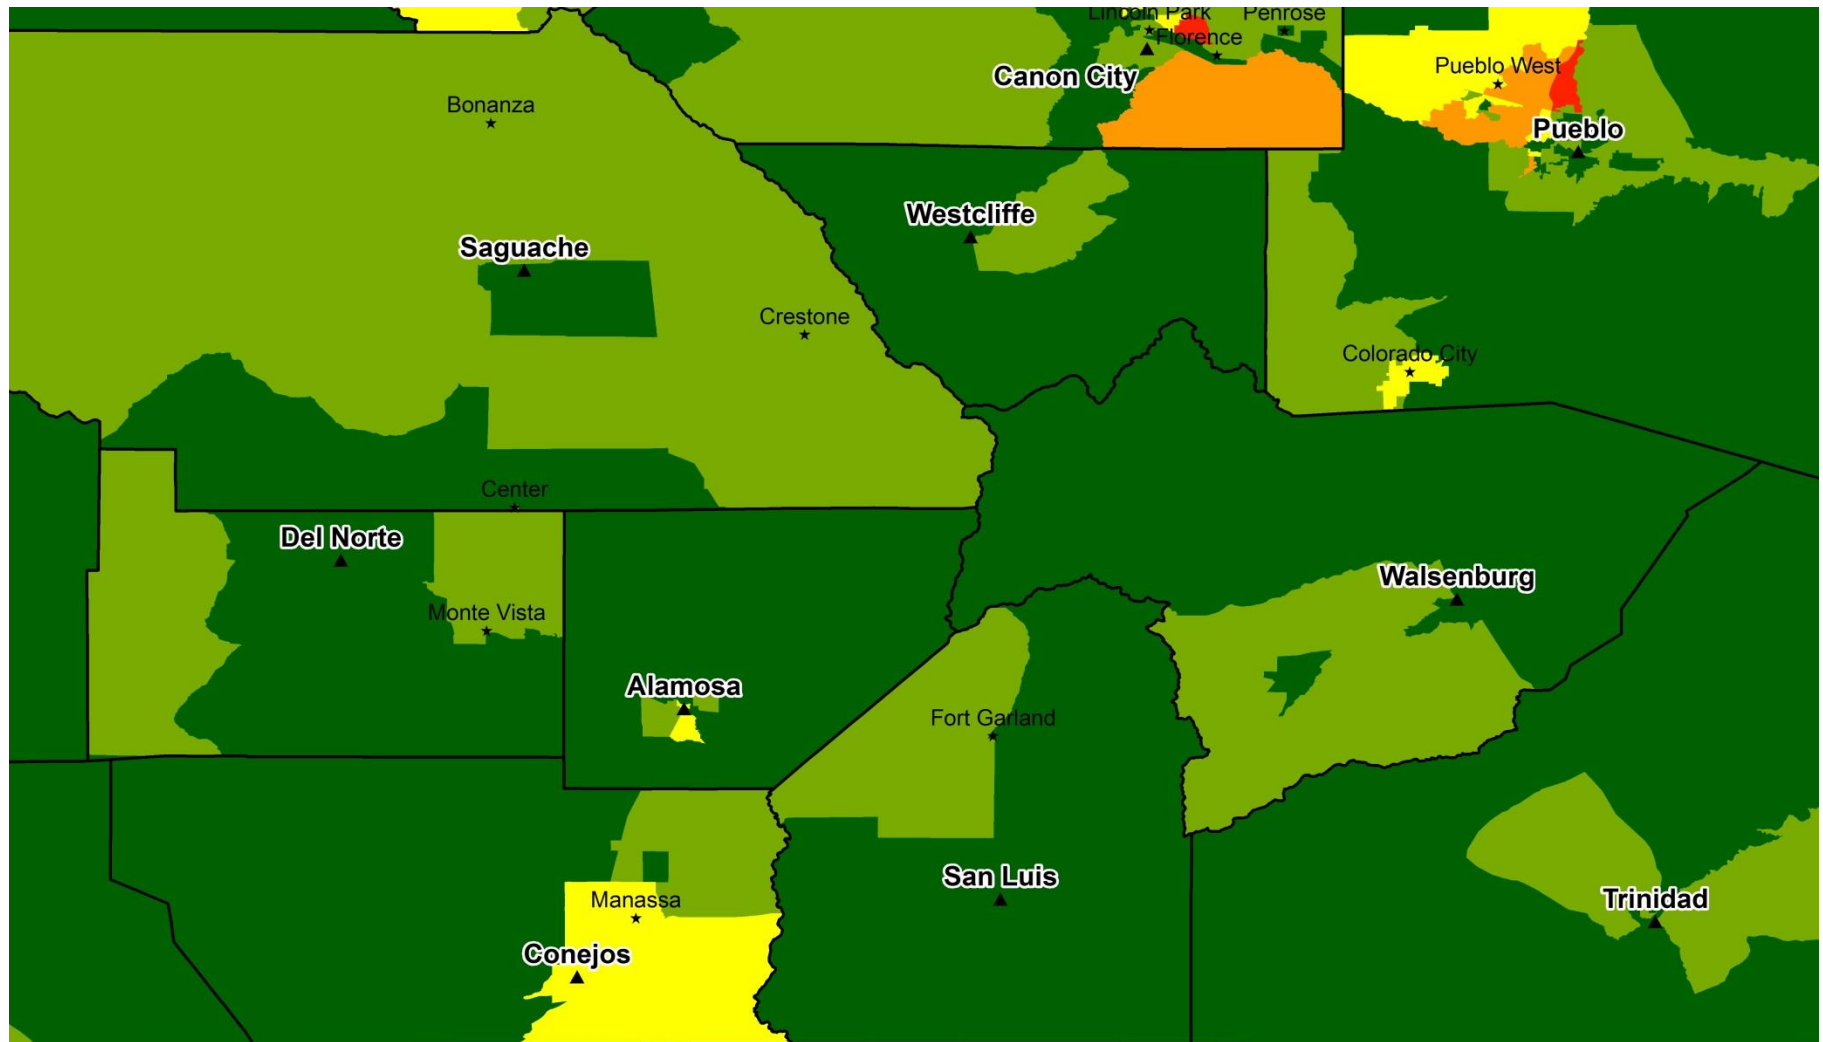 Lincoln Park
Penrose
Florence
Canon City
Pueblo West
Bonanza
Pueblo
Westcliffe
Saguache
Crestone
Colorado City
Center
Del Norte
Walsenburg
Monte Vista
Alamosa
Fort Garland
San Luis
Manassa
Trinidad
Conejos